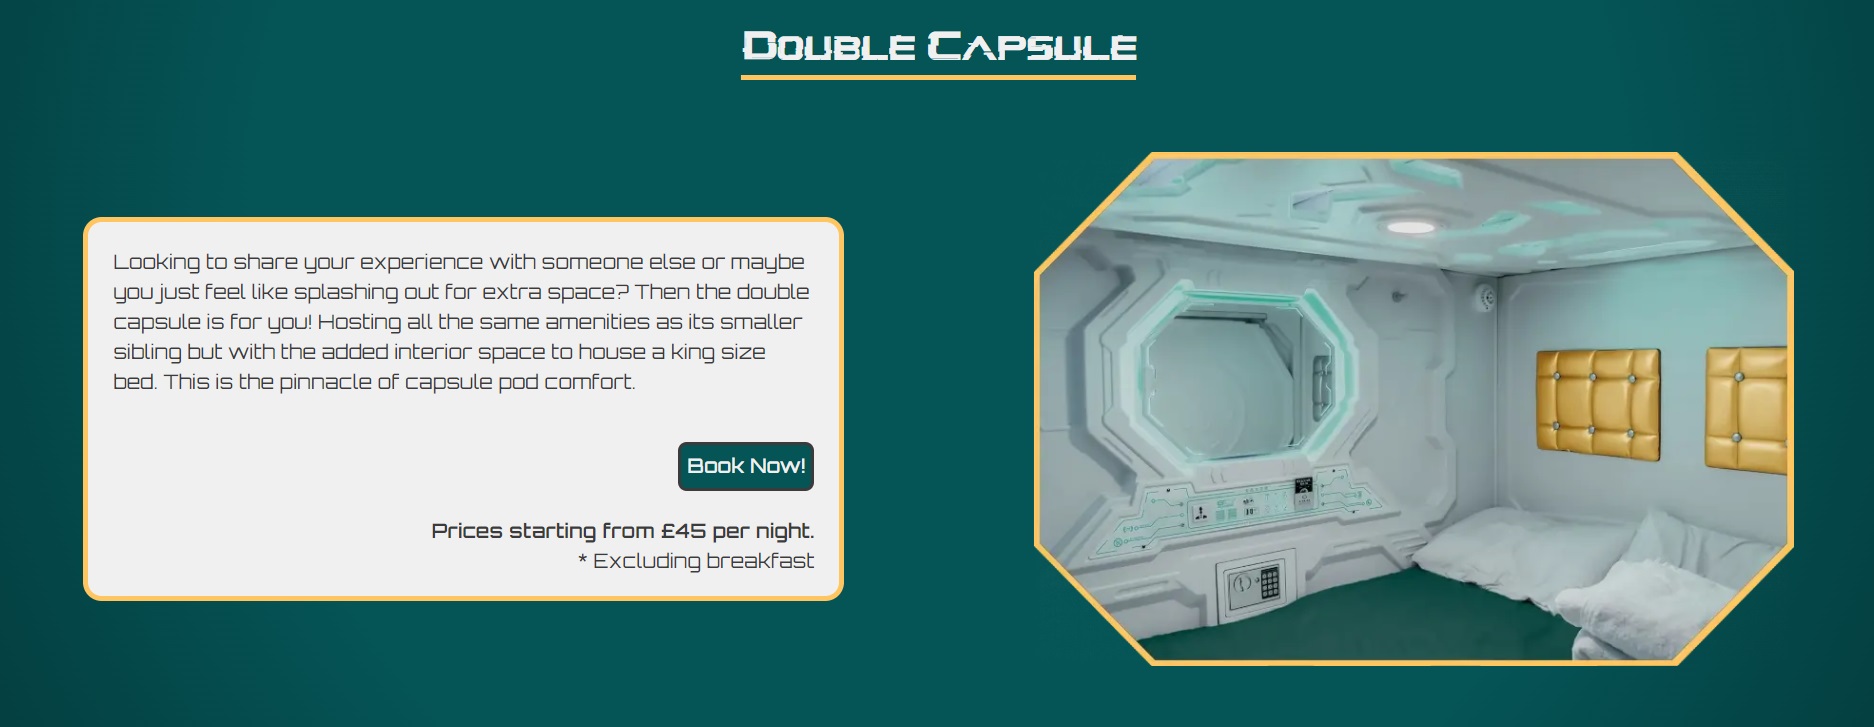 Double Capsule
Looking to share your experience with someone else or maybe
you just feel like splashing out for extra space? Then the double
capsule is for you! Hosting all the same amenities as its smaller
sibling but with the added interior space to house a king size
bed. This is the pinnacle of capsule pod comfort.
Book Now!
Prices starting from £45 per night.
* Excluding breakfast